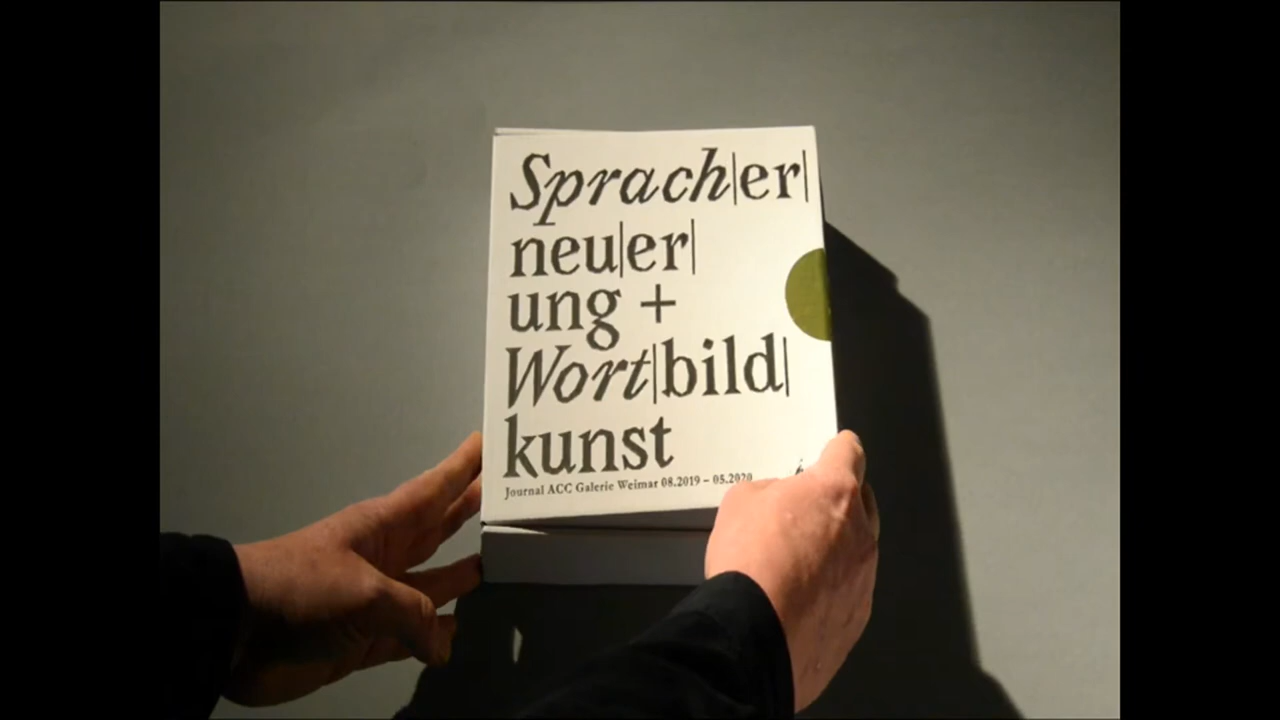 Sprach|er|
neu|er|
ung +
Wort|bild|
kunst
Journal ACC Galerie Weimar 08.2019 – 05.2020